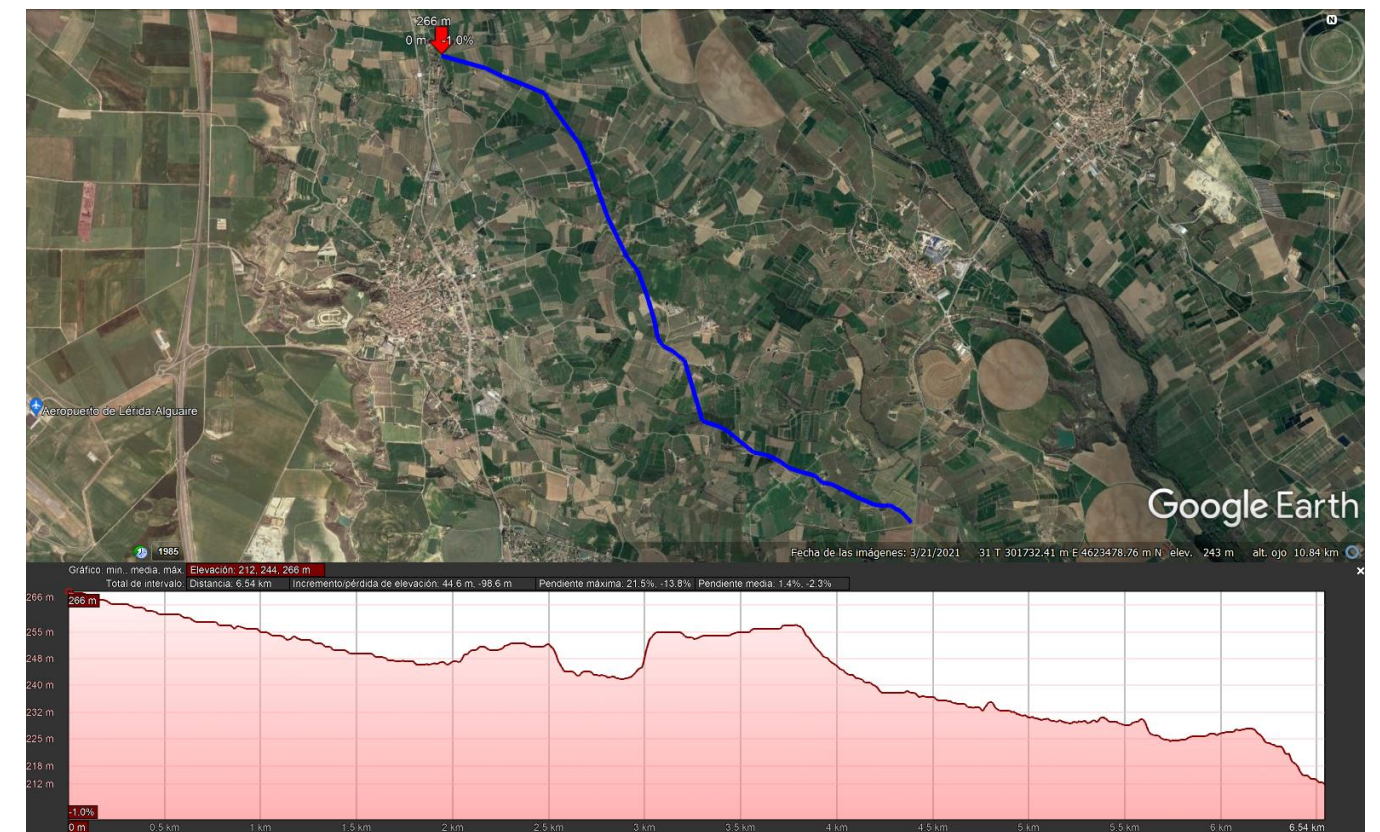 266 m
0 m -1.0%
N
Aeropuerto de Lérida-Alguaire
Google Earth
1985
Fecha de las imágenes: 3/21/2021 31 T 301732.41 m E 4623478.76 m N elev. 243 m alt. ojo 10.84 km
Gráfico: mín., media, máx. Elevación: 212, 244, 266 m
Total de intervalo: Distancia: 6.54 km Incremento/pérdida de elevación: 44.6 m, -98.6 m Pendiente máxima: 21.5%, -13.8% Pendiente media: 1.4%, -2.3%
266 m
266 m
255 m
248 m
240 m
232 m
225 m
218 m
212 m
-1.0%
0 m 0.5 km 1 km 1.5 km 2 km 2.5 km 3 km 3.5 km 4 km 4.5 km 5 km 5.5 km 6 km 6.54 km